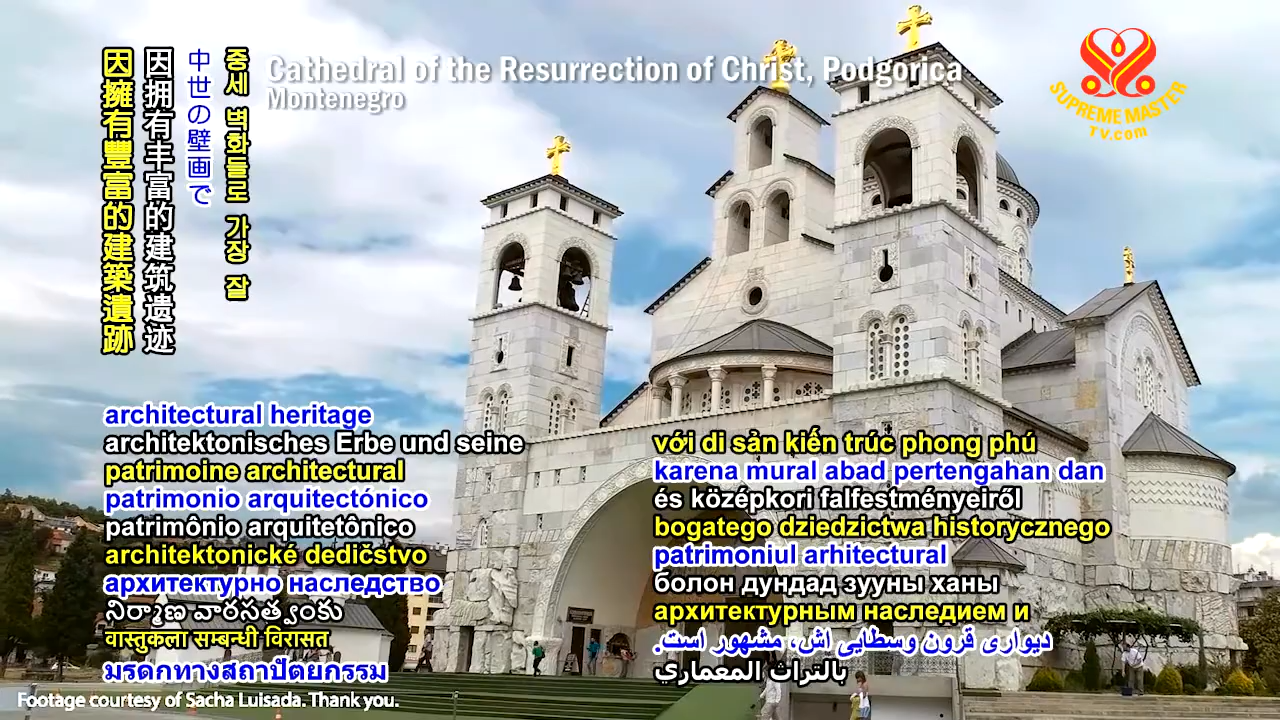 Cathedral of the Resurrection of Christ, Podgorica
Montenegro
SUPREME MASTER
TV.com
因擁有豐富的建築遺跡
因拥有丰富的建筑遗迹
中世の壁画で
중세 벽화들로 가장 잘
architectural heritage
architektonisches Erbe und seine
patrimoine architectural
patrimonio arquitectónico
patrimônio arquitetônico
architektonické dedičstvo
архитектурно наследство
నిర్మాణ వారసత్వంకు
वास्तुकला सम्बन्धी विरासत
มรดกทางสถาปัตยกรรม
với di sản kiến trúc phong phú
karena mural abad pertengahan dan
és középkori falfestményeiről
bogatego dziedzictwa historycznego
patrimoniul arhitectural
болон дундад зууны ханы
архитектурным наследием и
دیواری قرون وسطایی اش، مشهور است.
بالتراث المعماري
Footage courtesy of Sacha Luisada. Thank you.